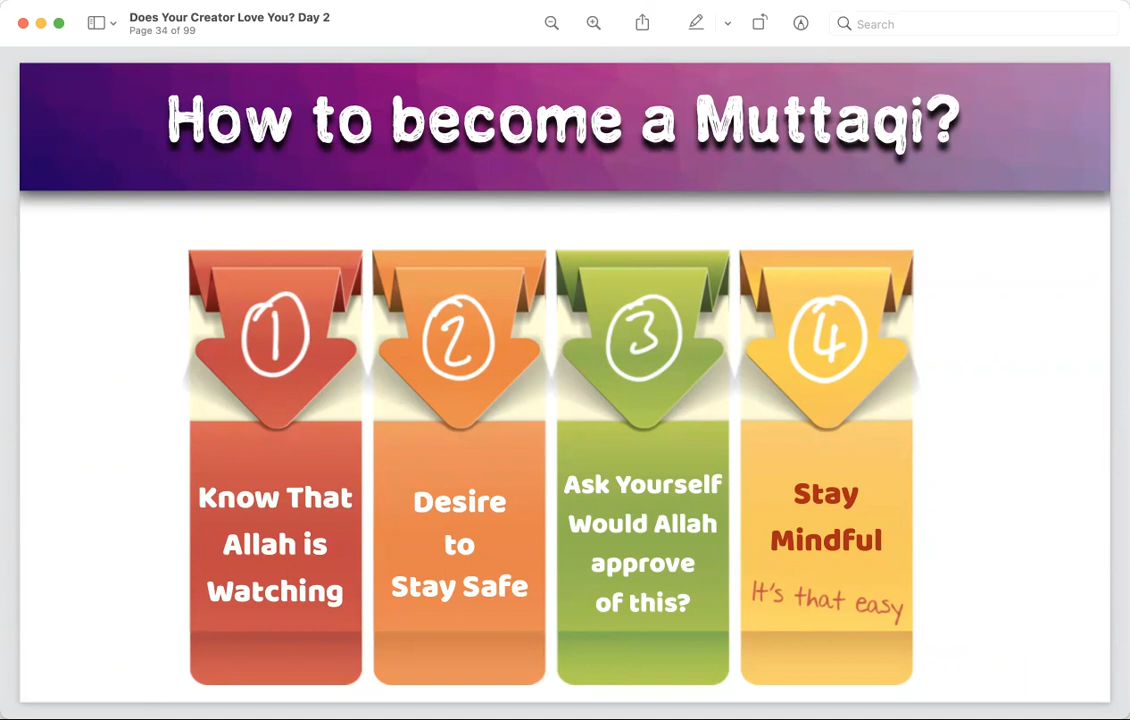 Does Your Creator Love You? Day 2
Page 34 of 99
Search
How to become a Muttaqi?
1
2
3
4
Know That
Allah is
Watching
Desire
to
Stay Safe
Ask Yourself
Would Allah
approve
of this?
Stay
Mindful
It's that easy